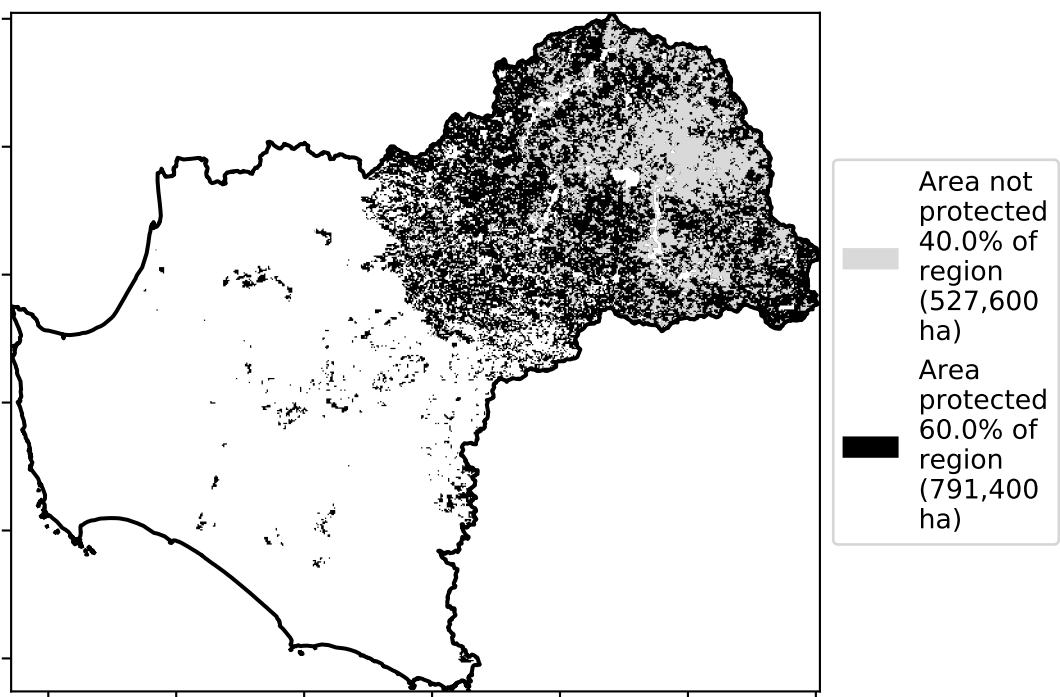 Area not
protected
40.0% of
region
(527,600
ha)
Area
protected
60.0% of
region
(791,400
ha)